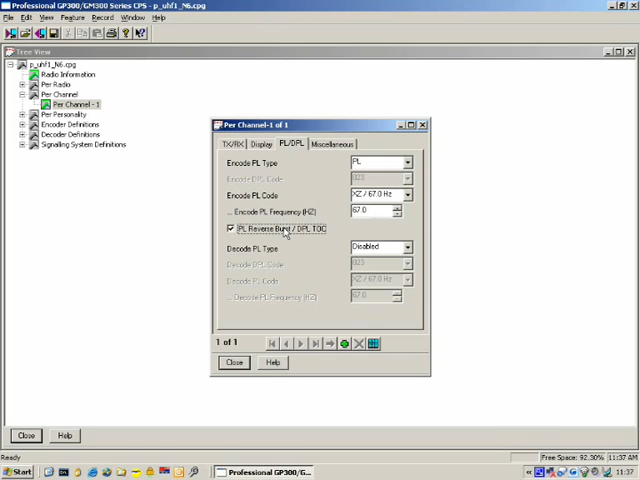 Professional GP300/GM300 Series CPS - p_uhf1_N6.cpg
File Edit View Feature Record Window Help
Tree View
p_uhf1_N6.cpg
Radio Information
Per Radio
Per Channel
Per Channel - 1
Per Personality
Encoder Definitions
Decoder Definitions
Signalling System Definitions
Per Channel-1 of 1
TX/RX Display PL/DPL Miscellaneous
Encode PL Type PL
Encode DPL Code 023
Encode PL Code XZ / 67.0 Hz
... Encode PL Frequency (HZ) 67.0
PL Reverse Burst / DPL TOC
Decode PL Type Disabled
Decode DPL Code 023
Decode PL Code XZ / 67.0 Hz
... Decode PL Frequency (HZ) 67.0
1 of 1
Close Help
Close Help
Ready Free Space: 92.30% 11:37 AM
Start Professional GP300/G... 11:37